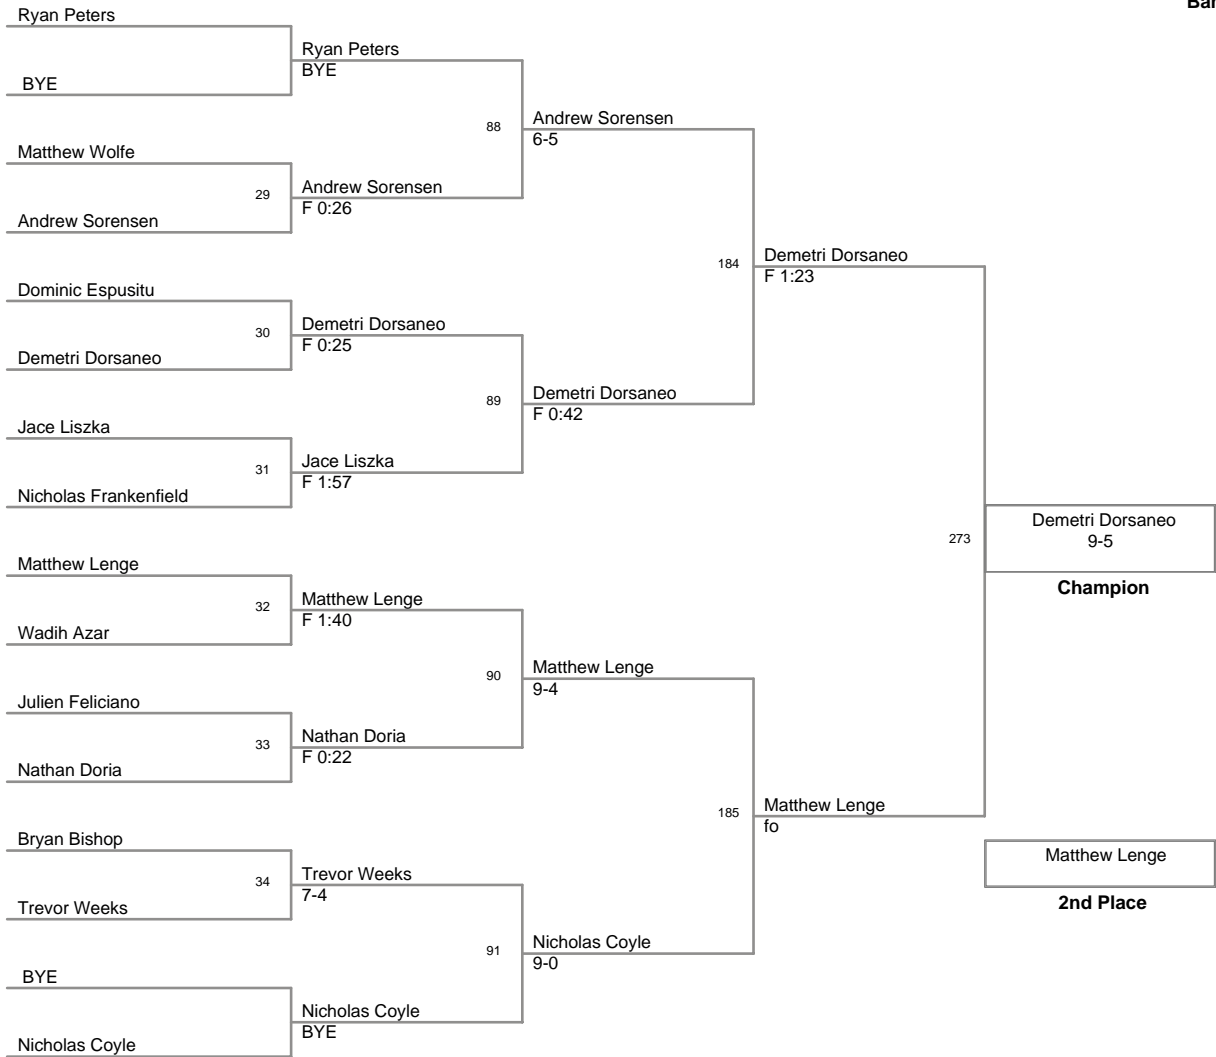 Ryan Peters
BYE
Matthew Wolfe
29
Andrew Sorensen
Dominic Espusitu
30
Demetri Dorsaneo
Jace Liszka
31
Nicholas Frankenfield
Matthew Lenge
32
Wadih Azar
Julien Feliciano
33
Nathan Doria
Bryan Bishop
34
Trevor Weeks
BYE
Nicholas Coyle
Ryan Peters
BYE
88
Andrew Sorensen
F 0:26
Demetri Dorsaneo
F 0:25
89
Jace Liszka
F 1:57
Matthew Lenge
F 1:40
90
Nathan Doria
F 0:22
Trevor Weeks
7-4
91
Nicholas Coyle
BYE
Andrew Sorensen
6-5
184
Demetri Dorsaneo
F 0:42
Matthew Lenge
9-4
185
Nicholas Coyle
9-0
Demetri Dorsaneo
F 1:23
273
Matthew Lenge
fo
Demetri Dorsaneo
9-5
Champion
Matthew Lenge
2nd Place